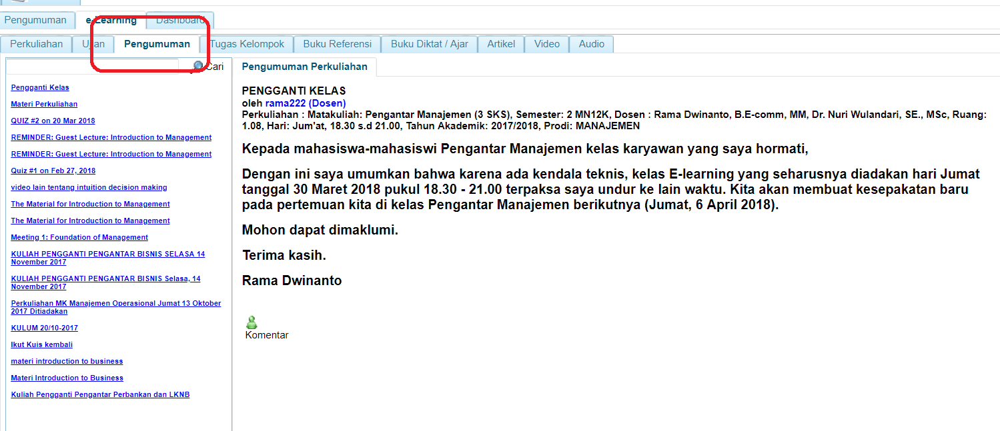 Pengumuman e-Learning Dashboard
Perkuliahan Ujian Pengumuman Tugas Kelompok Buku Referensi Buku Diktat / Ajar Artikel Video Audio
Cari
Pengganti Kelas
Materi Perkuliahan
QUIZ #2 on 20 Mar 2018
REMINDER: Guest Lecture: Introduction to Management
REMINDER: Guest Lecture: Introduction to Management
Quiz #1 on Feb 27, 2018
video lain tentang intuition decision making
The Material for Introduction to Management
The Material for Introduction to Management
Meeting 1: Foundation of Management
KULIAH PENGGANTI PENGANTAR BISNIS SELASA 14
November 2017
KULIAH PENGGANTI PENGANTAR BISNIS Selasa, 14
November 2017
Perkuliahan MK Manajemen Operasional Jumat 13 Oktober
2017 Ditiadakan
KULUM 20/10-2017
Ikut Kuis kembali
materi introduction to business
Materi Introduction to Business
Kuliah Pengganti Pengantar Perbankan dan LKNB
Pengumuman Perkuliahan
PENGGANTI KELAS
oleh rama222 (Dosen)
Perkuliahan : Matakuliah: Pengantar Manajemen (3 SKS), Semester: 2 MN12K, Dosen : Rama Dwinanto, B.E-comm, MM, Dr. Nuri Wulandari, SE., MSc, Ruang:
1.08, Hari: Jum'at, 18.30 s.d 21.00, Tahun Akademik: 2017/2018, Prodi: MANAJEMEN
Kepada mahasiswa-mahasiswi Pengantar Manajemen kelas karyawan yang saya hormati,
Dengan ini saya umumkan bahwa karena ada kendala teknis, kelas E-learning yang seharusnya diadakan hari Jumat
tanggal 30 Maret 2018 pukul 18.30 - 21.00 terpaksa saya undur ke lain waktu. Kita akan membuat kesepakatan baru
pada pertemuan kita di kelas Pengantar Manajemen berikutnya (Jumat, 6 April 2018).
Mohon dapat dimaklumi.
Terima kasih.
Rama Dwinanto
Komentar